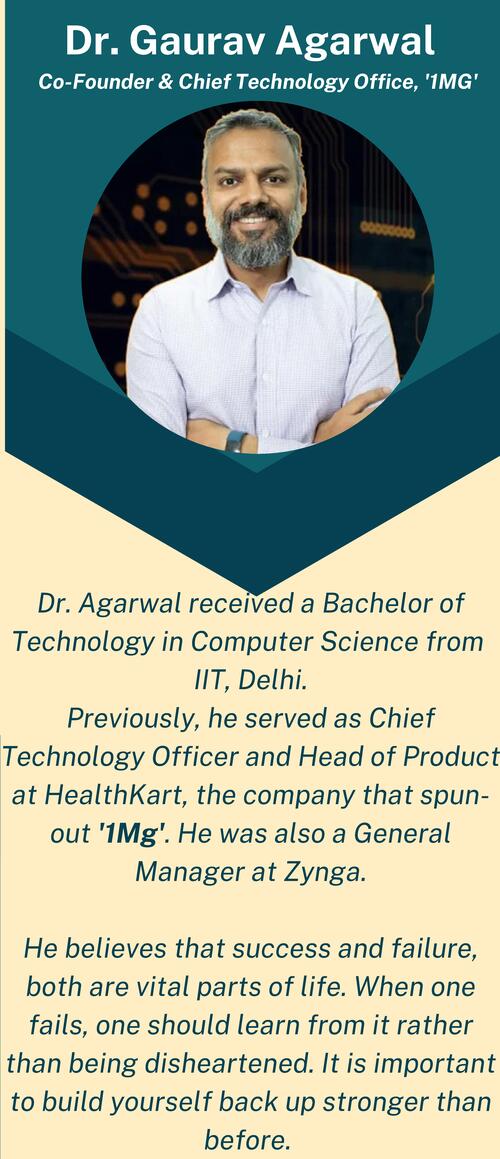 Dr. Gaurav Agarwal
Co-Founder & Chief Technology Office, '1MG'
Dr. Agarwal received a Bachelor of
Technology in Computer Science from
IIT, Delhi.
Previously, he served as Chief
Technology Officer and Head of Product
at HealthKart, the company that spun-
out '1Mg'. He was also a General
Manager at Zynga.
He believes that success and failure,
both are vital parts of life. When one
fails, one should learn from it rather
than being disheartened. It is important
to build yourself back up stronger than
before.